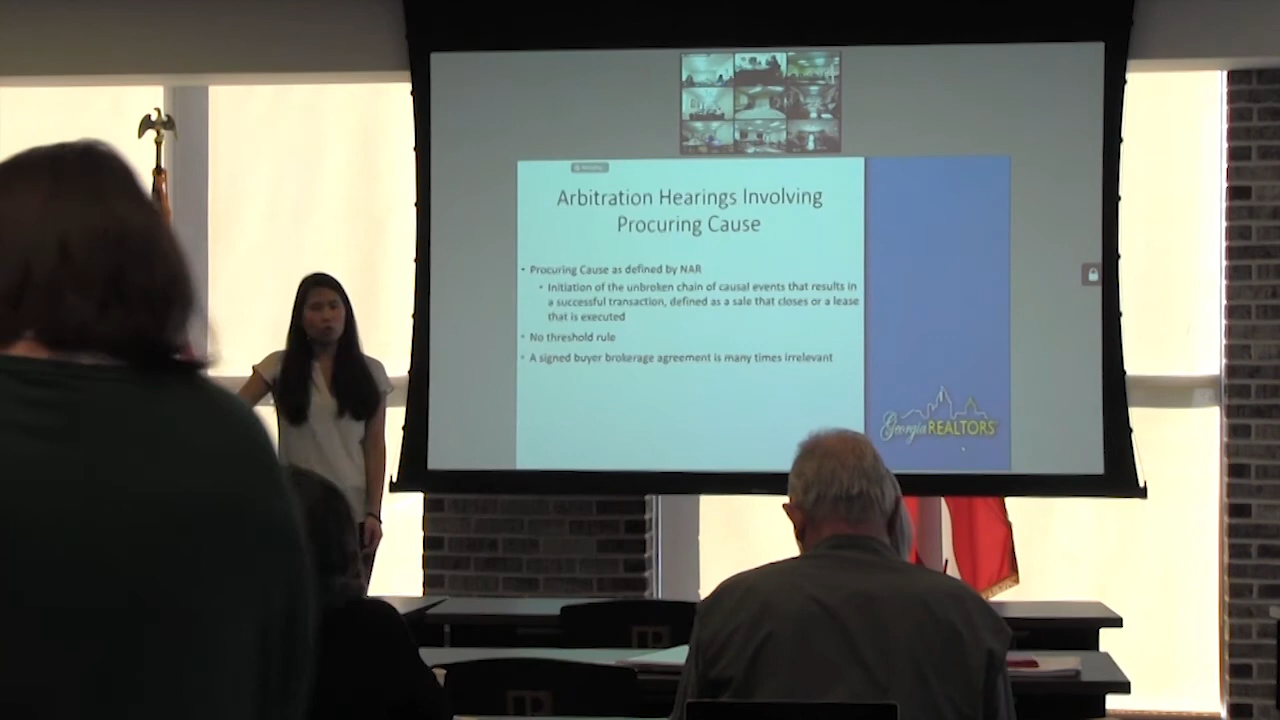 Arbitration Hearings Involving
Procuring Cause
• Procuring Cause as defined by NAR
• Initiation of the unbroken chain of causal events that results in
a successful transaction, defined as a sale that closes or a lease
that is executed
• No threshold rule
• A signed buyer brokerage agreement is many times irrelevant
Georgia REALTORS